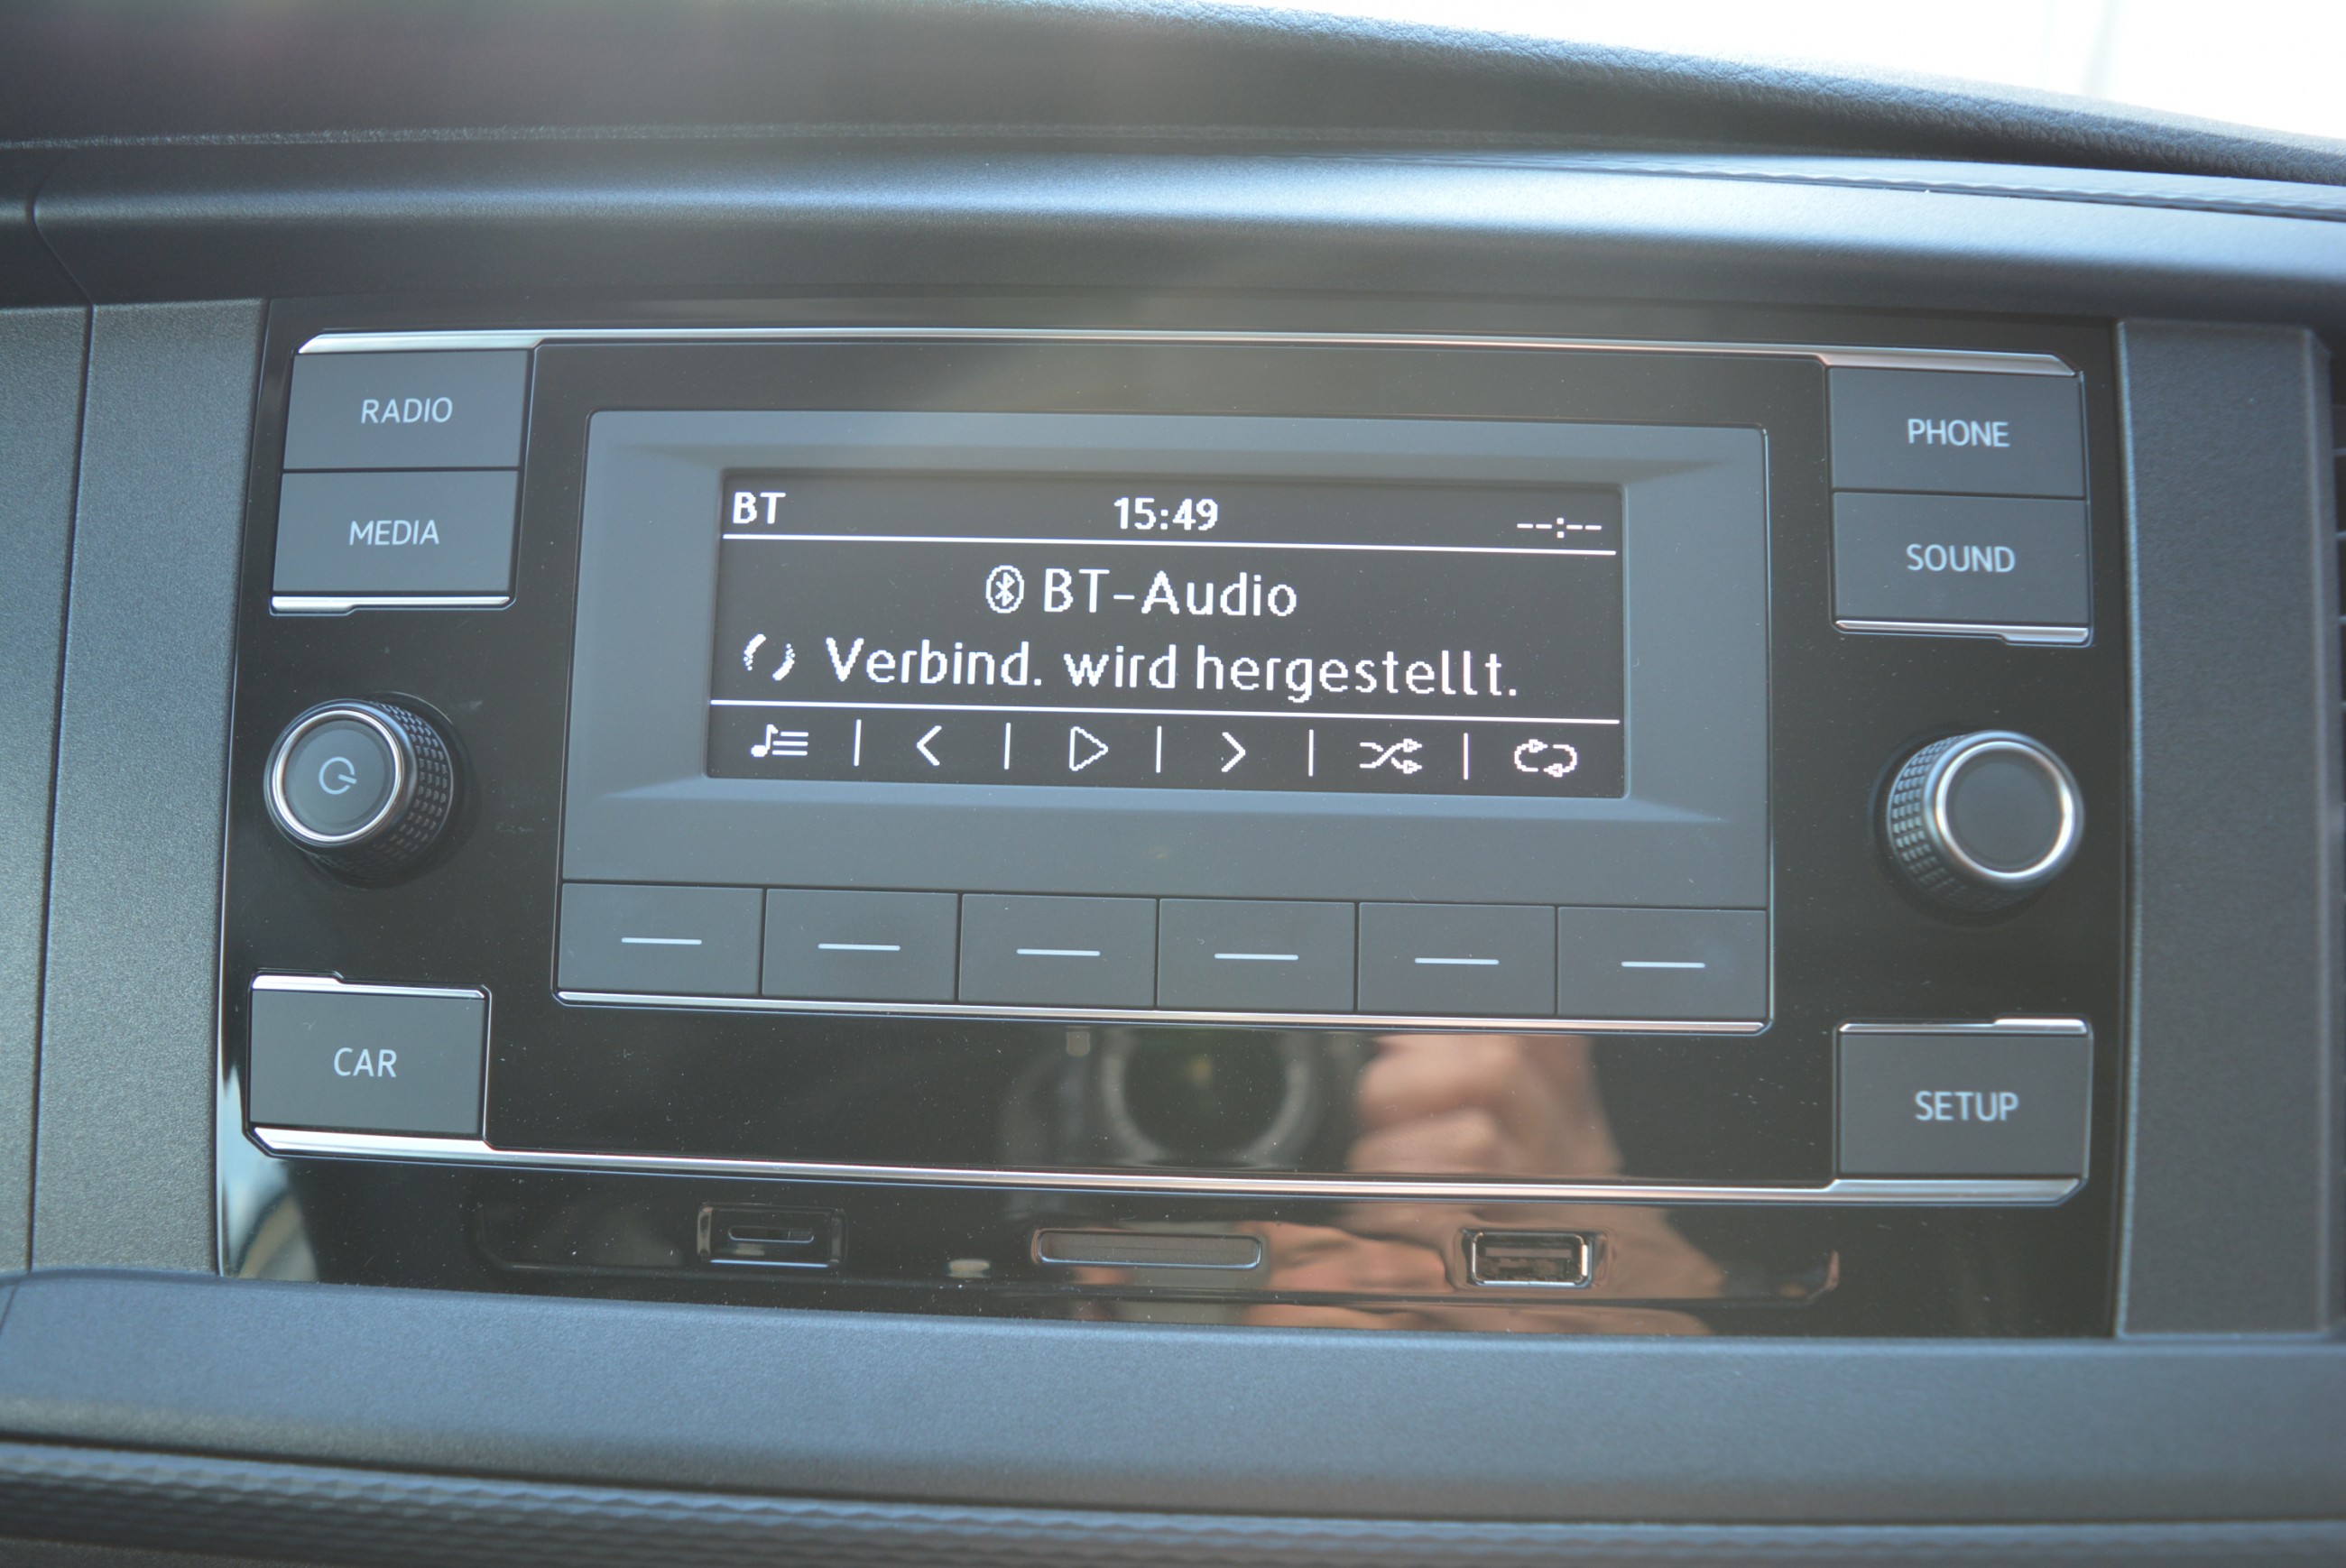 RADIO
MEDIA
BT 15:49 --:--
BT-Audio
Verbind. wird hergestellt.
PHONE
SOUND
CAR
SETUP